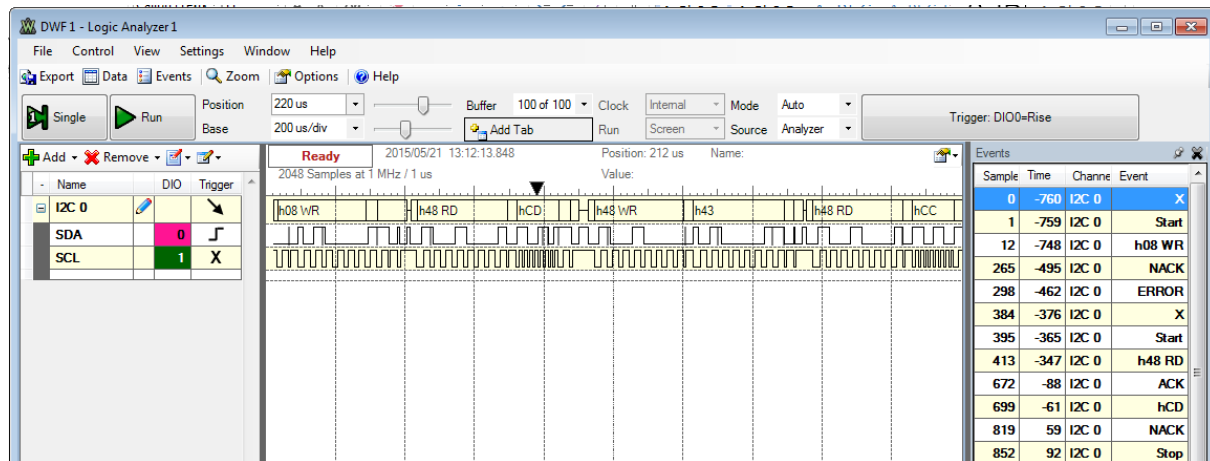 DWF1 - Logic Analyzer1
File Control View Settings Window Help
Export Data Events Zoom Options Help
Single Run Position 220 us Buffer 100 of 100 Clock Internal Mode Auto Trigger: DIO0=Rise
Base 200 us/div Add Tab Run Screen Source Analyzer
Add Remove Ready 2015/05/21 13:12:13.848 Position: 212 us Name: Events
2048 Samples at 1 MHz / 1 us Value:
- Name DIO Trigger
I2C 0 h08 WR h48 RD hCD h48 WR h43 h48 RD hCC
SDA 0
SCL 1 X
Sample Time Channe Event
0 -760 I2C 0 X
1 -759 I2C 0 Start
12 -748 I2C 0 h08 WR
265 -495 I2C 0 NACK
298 -462 I2C 0 ERROR
384 -376 I2C 0 X
395 -365 I2C 0 Start
413 -347 I2C 0 h48 RD
672 -88 I2C 0 ACK
699 -61 I2C 0 hCD
819 59 I2C 0 NACK
852 92 I2C 0 Stop